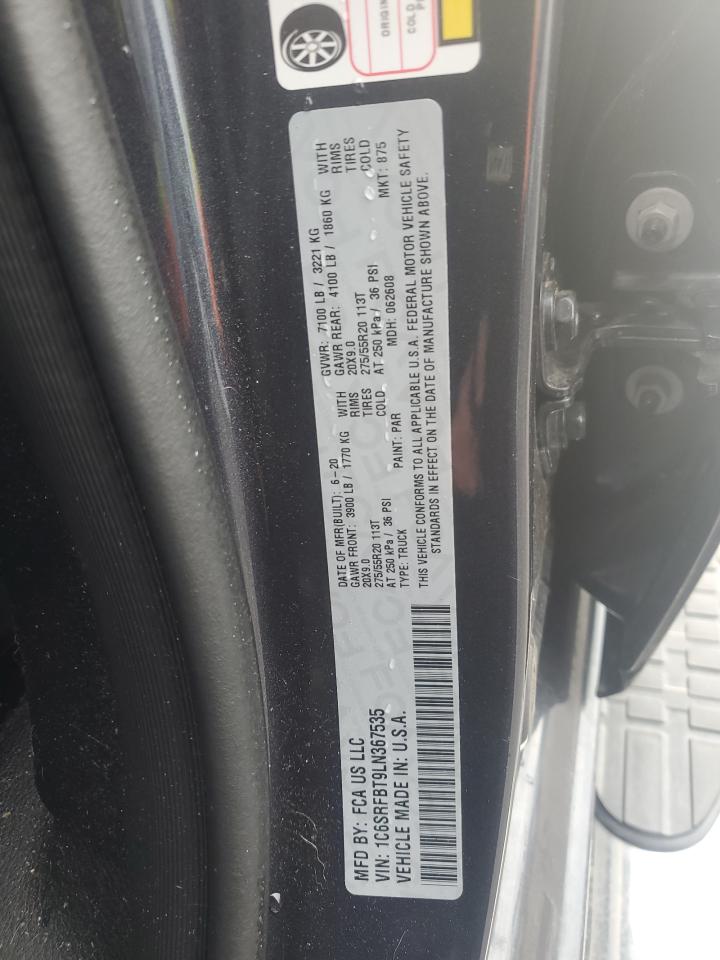 ORIGIN
COLD
MFD BY: FCA US LLC
VIN: 1C6SRFBT9LN367535
VEHICLE MADE IN: U.S.A.
DATE OF MFR(BUILT): 6-20 GVWR: 7100 LB / 3221 KG
GAWR FRONT: 3900 LB / 1770 KG WITH GAWR REAR: 4100 LB / 1860 KG WITH
20X9.0 RIMS 20X9.0 RIMS
275/55R20 113T TIRES 275/55R20 113T TIRES
AT 250 kPa / 36 PSI COLD AT 250 kPa / 36 PSI COLD
TYPE: TRUCK PAINT: PAR MDH: 062608 MKT: 875
THIS VEHICLE CONFORMS TO ALL APPLICABLE U.S.A. FEDERAL MOTOR VEHICLE SAFETY
STANDARDS IN EFFECT ON THE DATE OF MANUFACTURE SHOWN ABOVE.